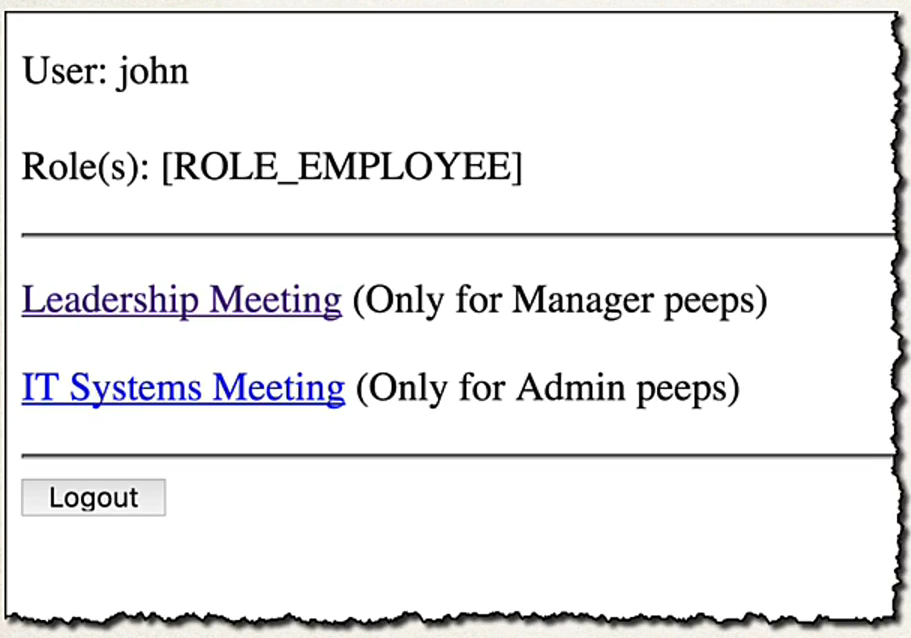 User: john
Role(s): [ROLE_EMPLOYEE]
Leadership Meeting (Only for Manager peeps)
IT Systems Meeting (Only for Admin peeps)
Logout